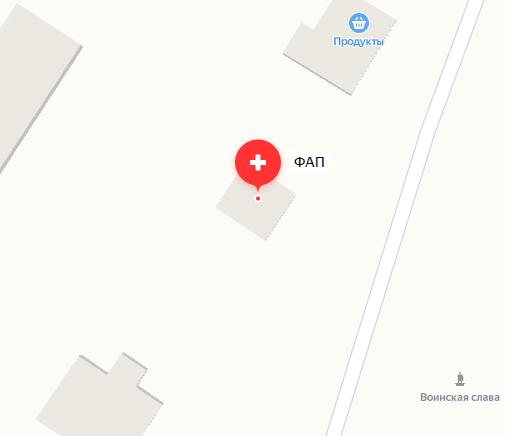 Продукты
ФАП
Воинская слава